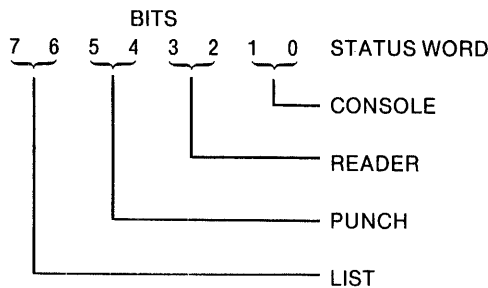 BITS
7 6 5 4 3 2 1 0 STATUS WORD
CONSOLE
READER
PUNCH
LIST